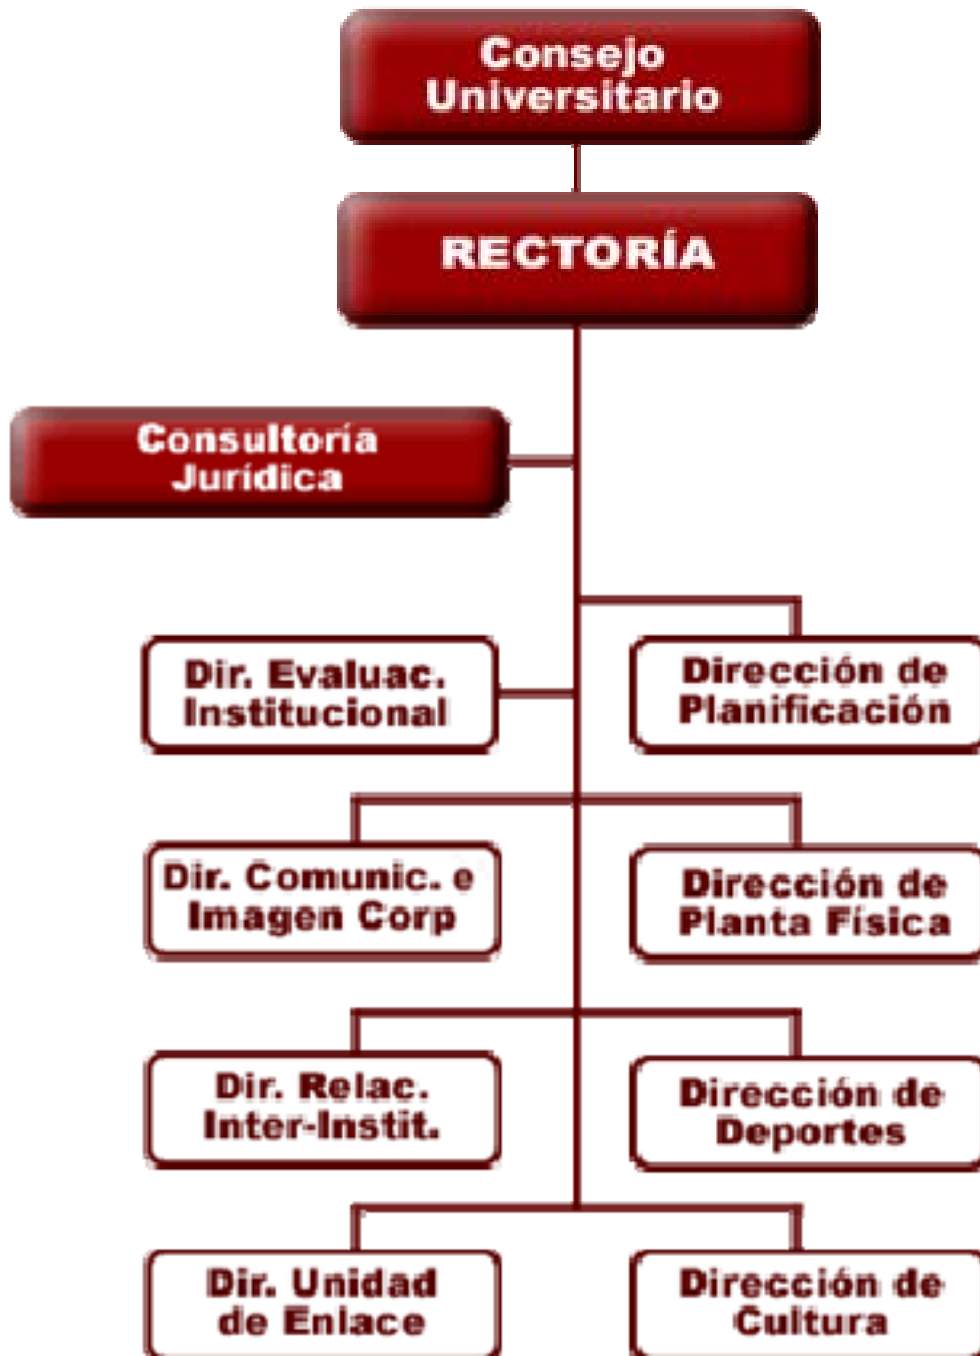 Consejo
Universitario
RECTORÍA
Consultoría
Jurídica
Dir. Evaluac.
Institucional
Dirección de
Planificación
Dir. Comunic. e
Imagen Corp
Dirección de
Planta Física
Dir. Relac.
Inter-Instit.
Dirección de
Deportes
Dir. Unidad
de Enlace
Dirección de
Cultura